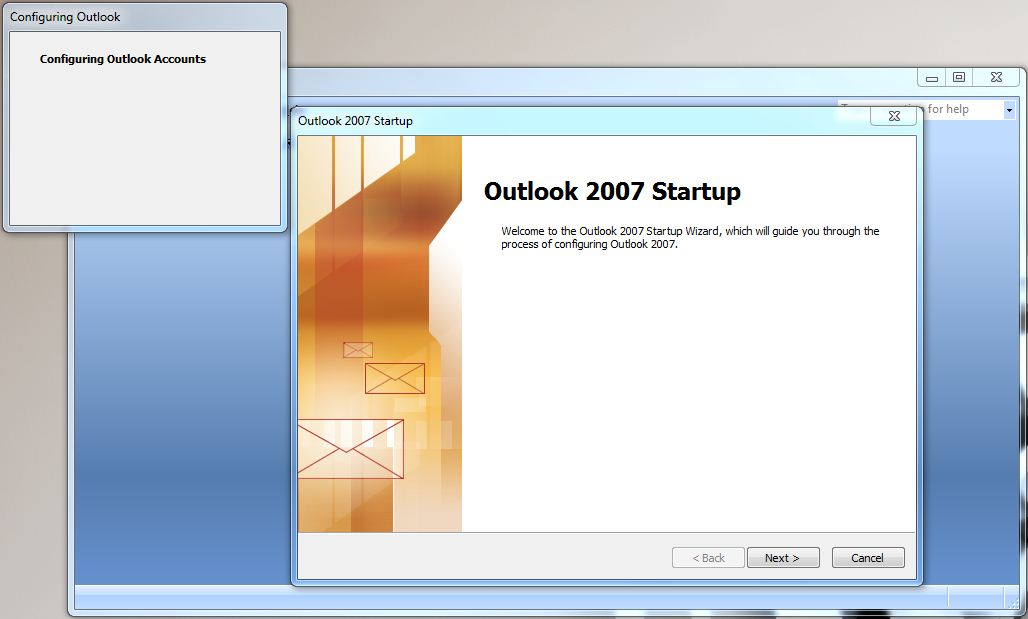 Configuring Outlook
Configuring Outlook Accounts
for help
Outlook 2007 Startup
Outlook 2007 Startup
Welcome to the Outlook 2007 Startup Wizard, which will guide you through the
process of configuring Outlook 2007.
< Back
Next >
Cancel